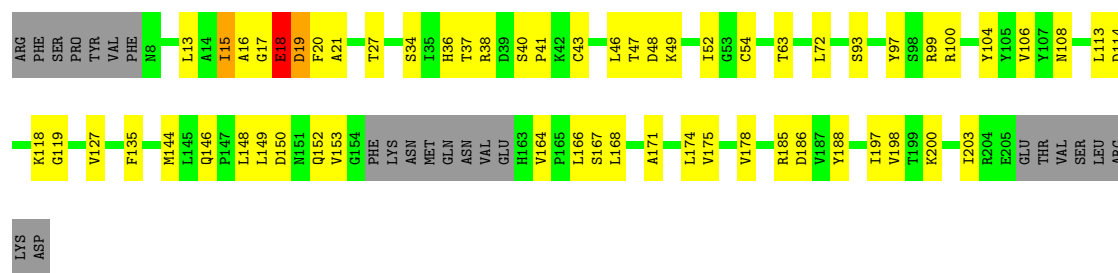 ARG PHE SER PRO TYR VAL PHE N8 L13 A14 I15 A16 G17 E18 D19 F20 A21 T27 S34 I35 H36 T37 R38 D39 S40 P41 K42 C43 L46 T47 D48 K49 I52 G53 C54 T63 L72 S93 Y97 S98 R99 R100 Y104 Y105 V106 Y107 N108 L113 D114
K118 G119 V127 F135 M144 L145 Q146 P147 L148 L149 D150 N151 Q152 V153 G154 PHE LYS ASN MET GLN ASN VAL GLU H163 V164 P165 L166 S167 L168 A171 L174 V175 V178 R185 D186 V187 Y188 I197 V198 T199 K200 I203 R204 E205 GLU THR VAL SER LEU ARG
LYS ASP